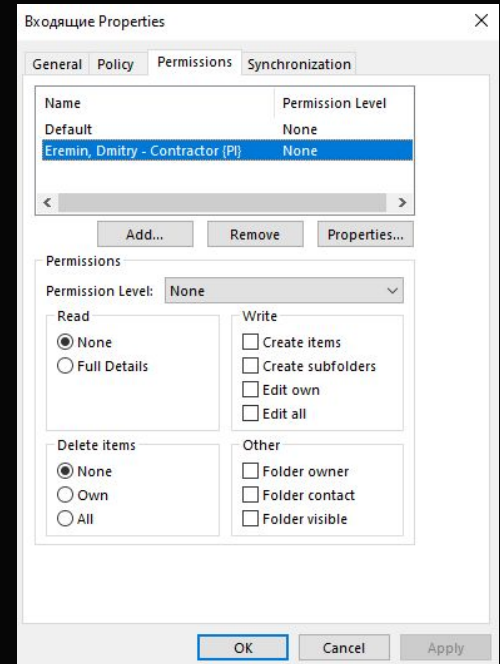 Входящие Properties
General Policy Permissions Synchronization
Name Permission Level
Default None
Eremin, Dmitry - Contractor {PI} None
Add... Remove Properties...
Permissions
Permission Level: None
Read
None
Full Details
Write
Create items
Create subfolders
Edit own
Edit all
Delete items
None
Own
All
Other
Folder owner
Folder contact
Folder visible
OK Cancel Apply